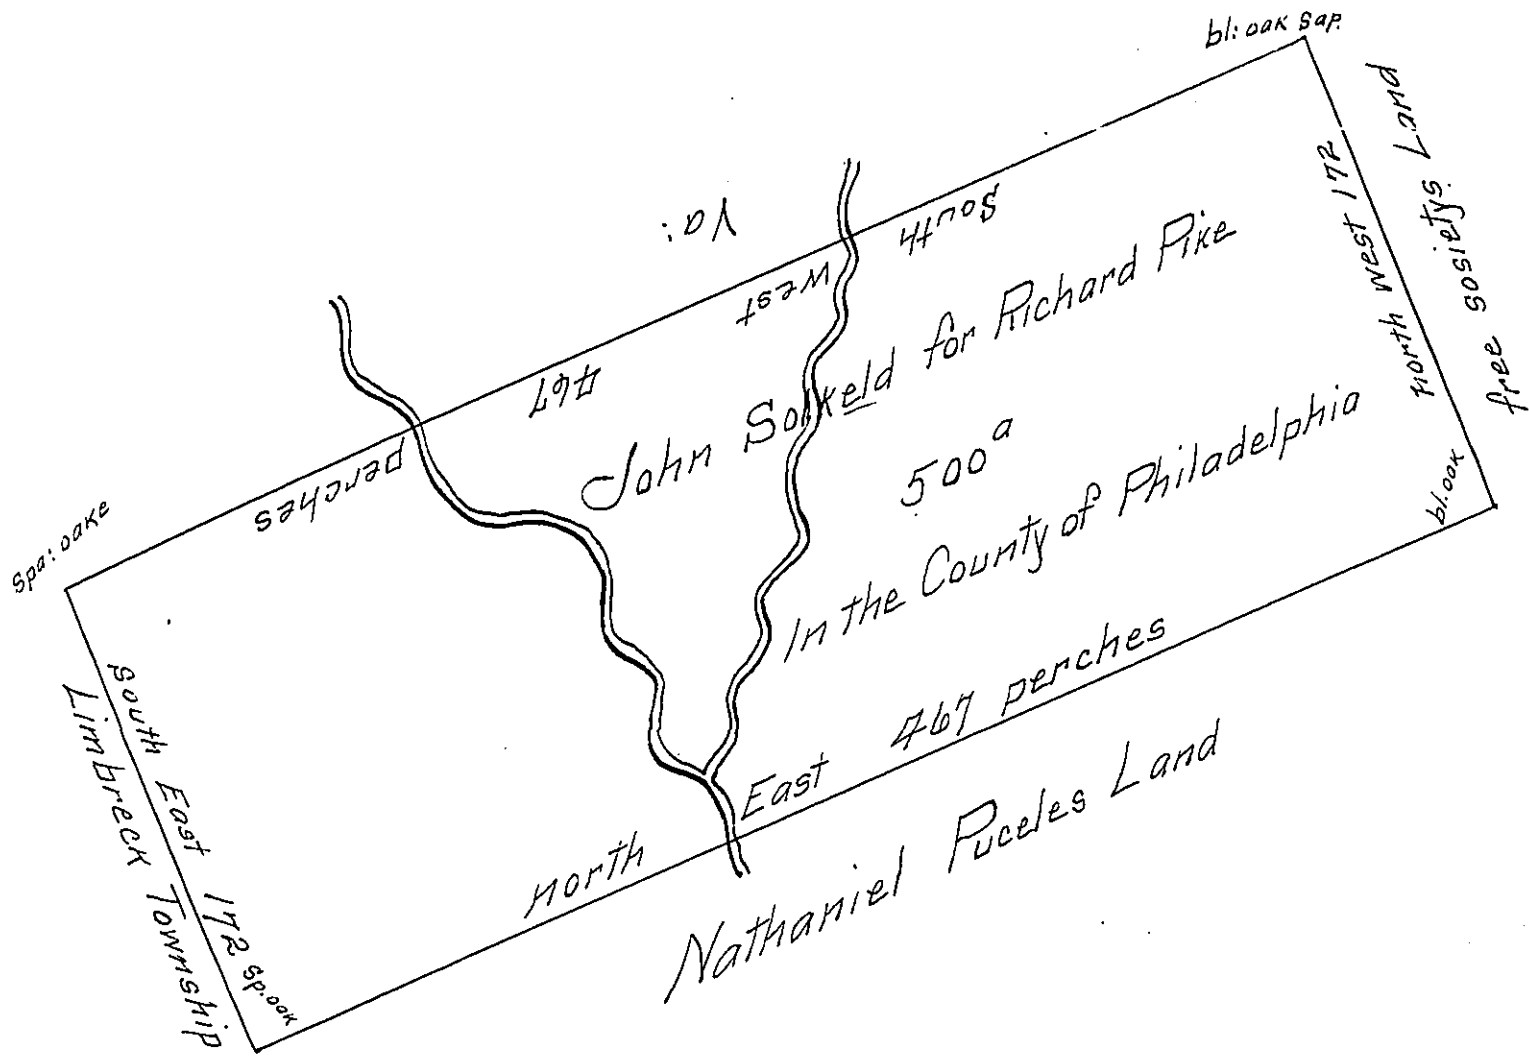 bl: oak Sap.
free sosietys Land
north west 172
South west 467 perches
Va:
John Solkeld for Richard Pike
500a
In the County of Philadelphia
bl. oak
spa: oake
South East 172
Limbreck Township
sp. oak
north East 467 perches
Nathaniel Puceles Land